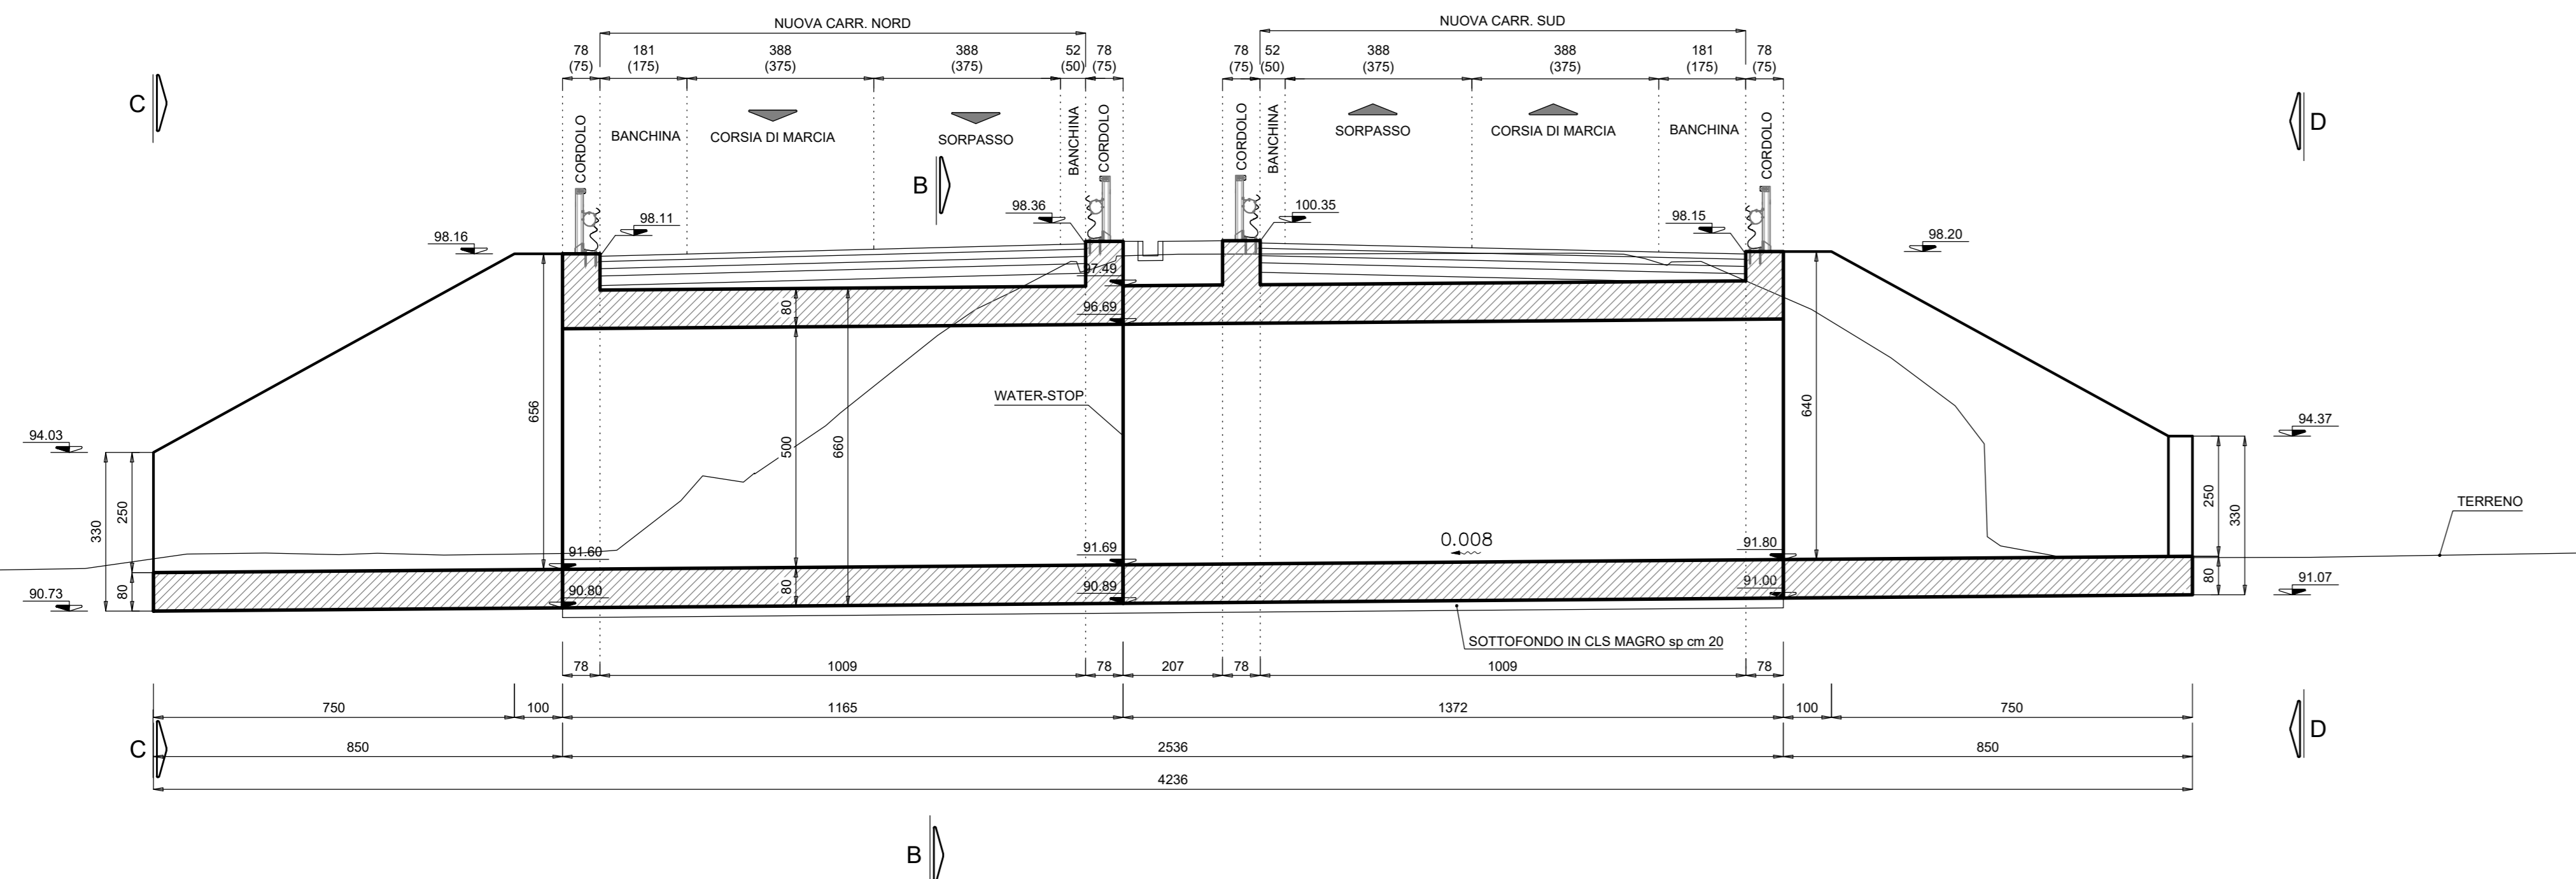 NUOVA CARR. NORD
NUOVA CARR. SUD
78 181 388 388 52 78 78 52 388 388 181 78
(75) (175) (375) (375) (50) (75) (75) (50) (375) (375) (175) (75)
C
D
CORDOLO
BANCHINA
CORSIA DI MARCIA
SORPASSO
BANCHINA
CORDOLO
CORDOLO
BANCHINA
SORPASSO
CORSIA DI MARCIA
BANCHINA
CORDOLO
B
98.16
98.11
98.36
100.35
98.15
98.20
97.49
96.69
80
656
500
660
WATER-STOP
640
94.03
94.37
330
250
80
250
330
80
TERRENO
91.60
91.69
0.008
91.80
90.73
90.80
80
90.89
91.00
91.07
SOTTOFONDO IN CLS MAGRO sp cm 20
78 1009 78 207 78 1009 78
750 100 1165 1372 100 750
C
850 2536 850
D
4236
B